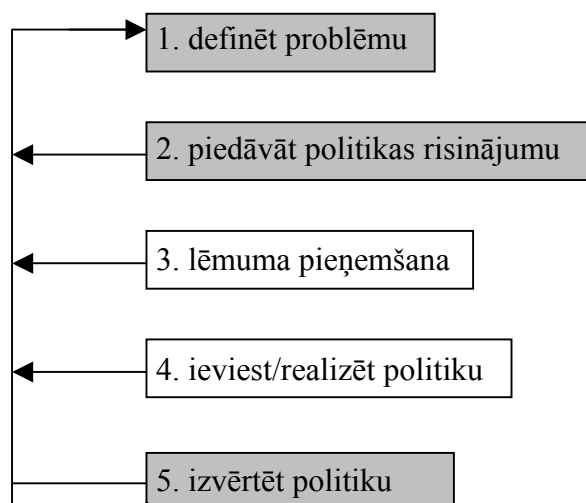 1. definēt problēmu
2. piedāvāt politikas risinājumu
3. lēmuma pieņemšana
4. ieviest/realizēt politiku
5. izvērtēt politiku